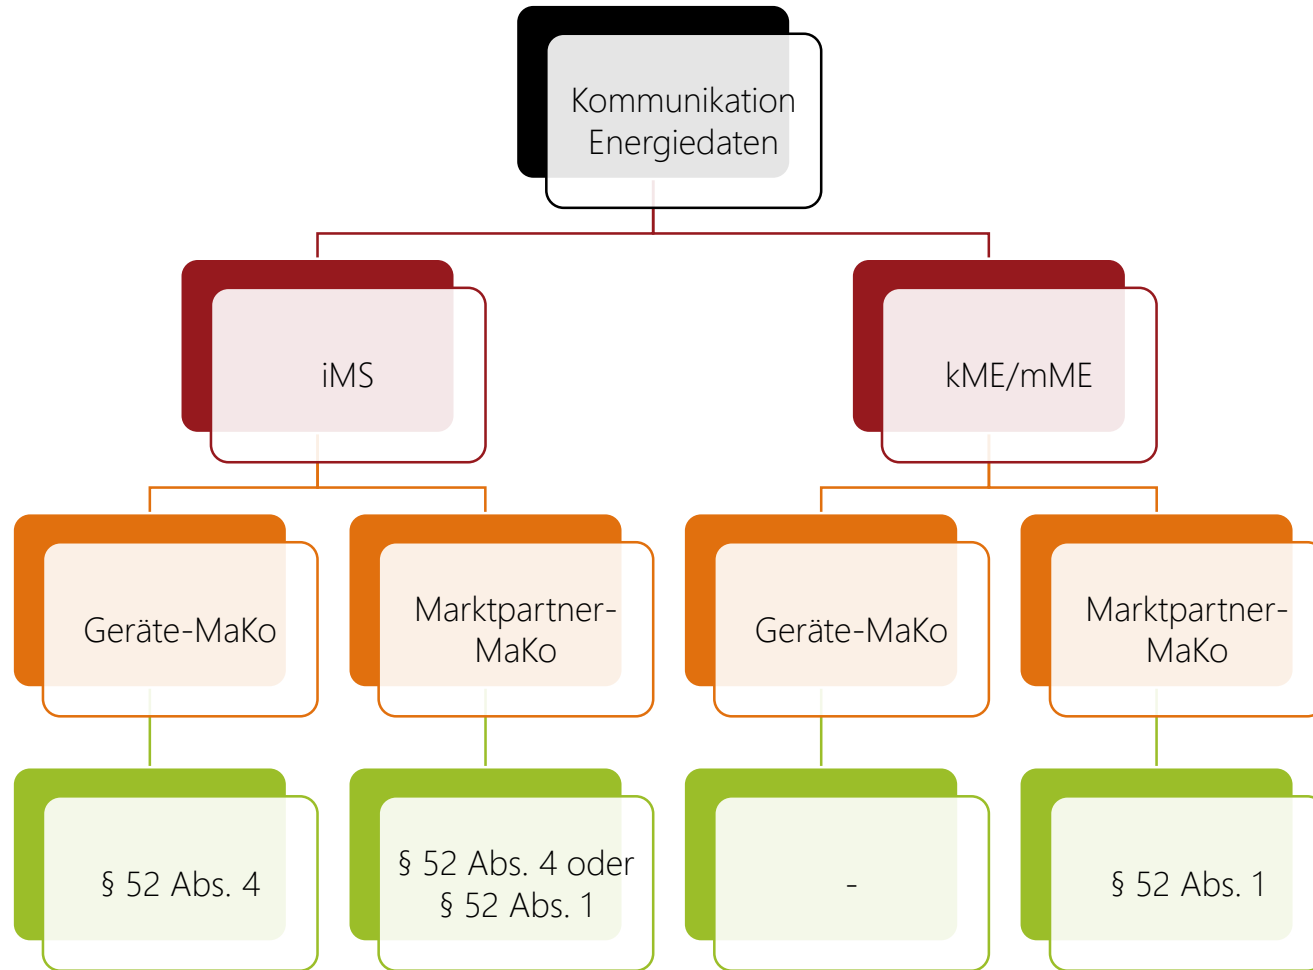 Kommunikation
Energiedaten
iMS
kME/mME
Geräte-MaKo
Marktpartner-
MaKo
Geräte-MaKo
Marktpartner-
MaKo
§ 52 Abs. 4
§ 52 Abs. 4 oder
§ 52 Abs. 1
-
§ 52 Abs. 1